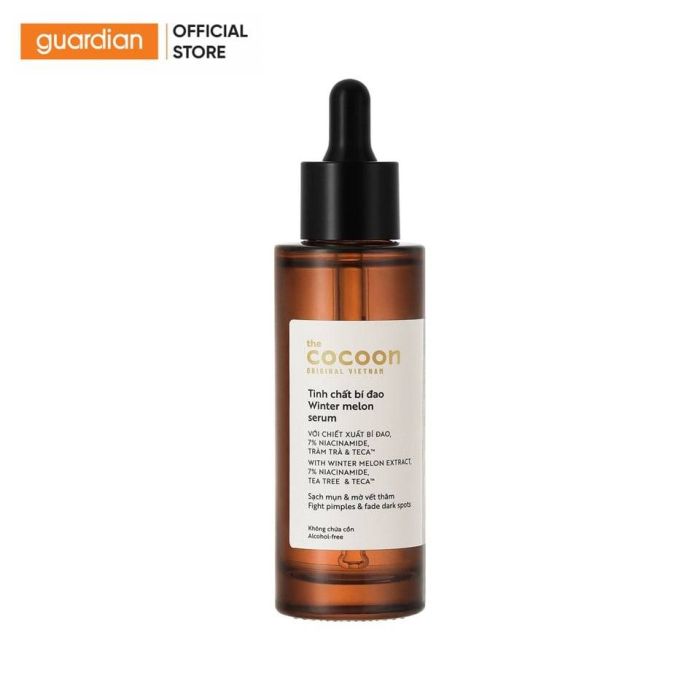 guardian
OFFICIAL
STORE
the
cocoon
ORIGINAL VIETNAM
Tinh chất bí đao
Winter melon
serum
VỚI CHIẾT XUẤT BÍ ĐAO,
7% NIACINAMIDE,
TRÀM TRÀ & TECA™
WITH WINTER MELON EXTRACT,
7% NIACINAMIDE,
TEA TREE & TECA™
Sạch mụn & mờ vết thâm
Fight pimples & fade dark spots
Không chứa cồn
Alcohol-free